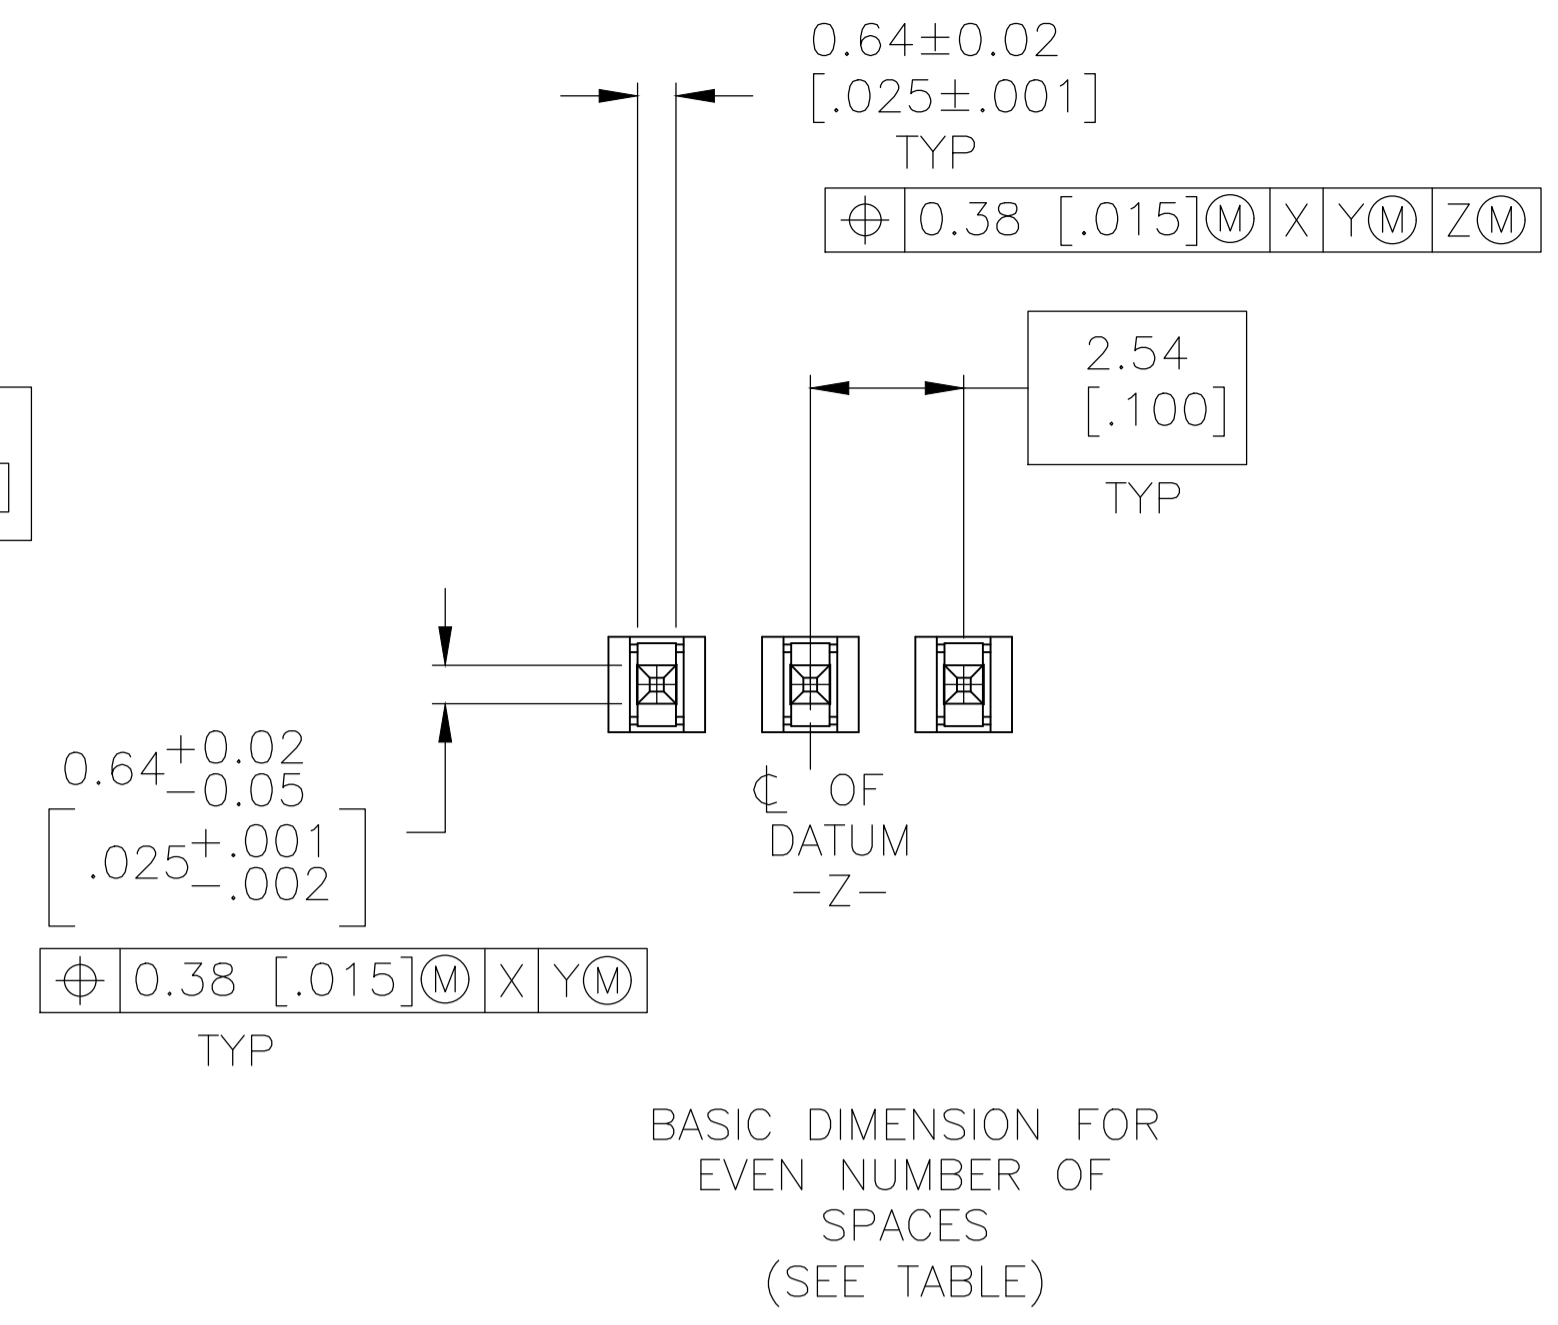 0.64±0.02
[.025±.001]
TYP
⌖ 0.38 [.015]Ⓜ X YⓂ ZⓂ
2.54
[.100]
TYP
0.64 +0.02 -0.05
[.025 +.001 -.002]
⌖ 0.38 [.015]Ⓜ X YⓂ
TYP
℄ OF
DATUM
-Z-
BASIC DIMENSION FOR
EVEN NUMBER OF
SPACES
(SEE TABLE)